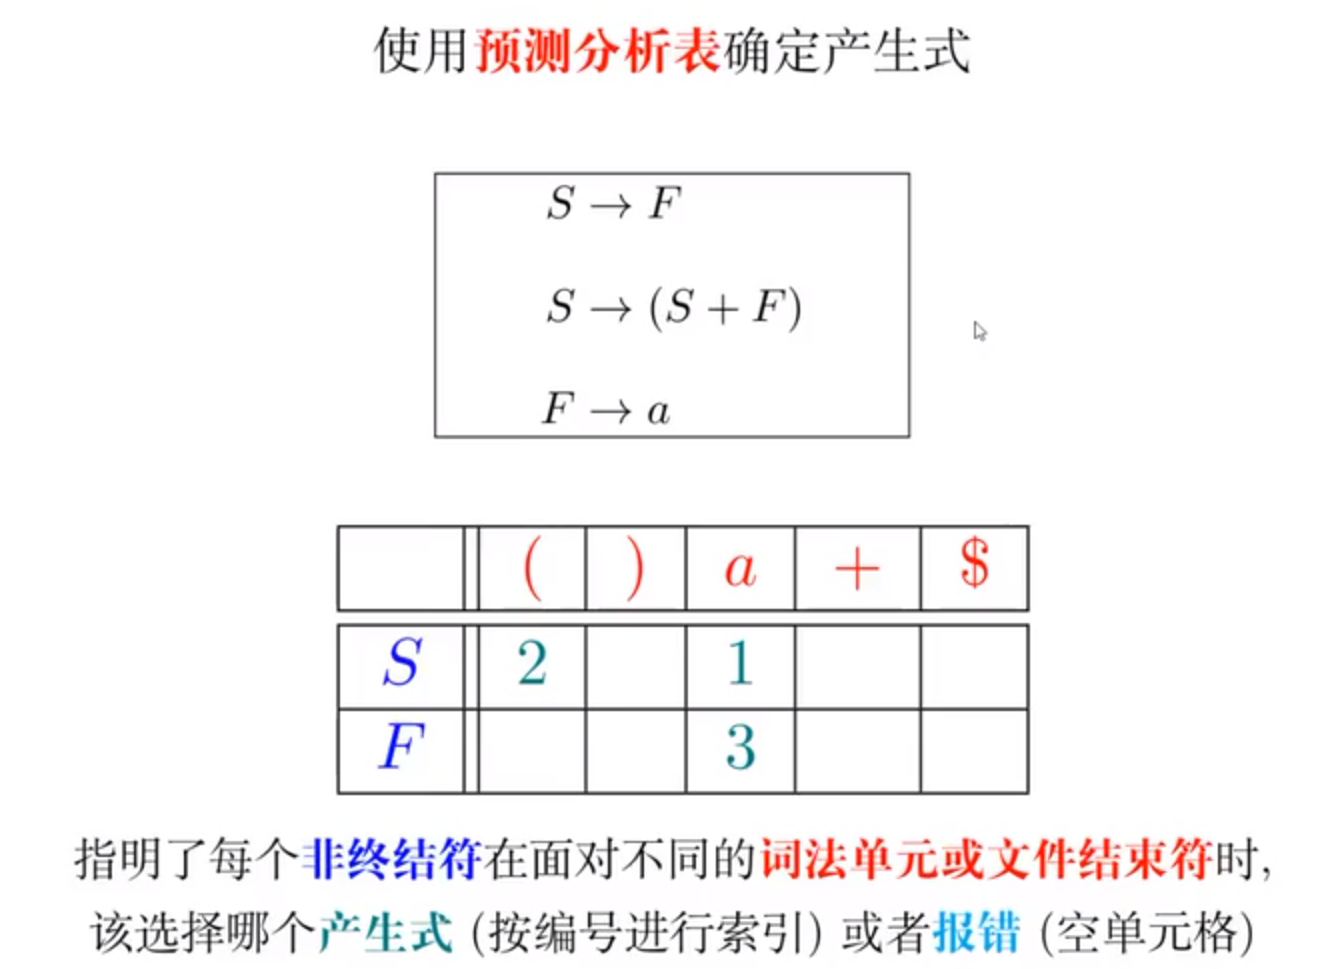 使用预测分析表确定产生式
S → F
S → (S + F)
F → a
( ) a + $
S 2 1
F 3
指明了每个非终结符在面对不同的词法单元或文件结束符时,
该选择哪个产生式 (按编号进行索引) 或者报错 (空单元格)